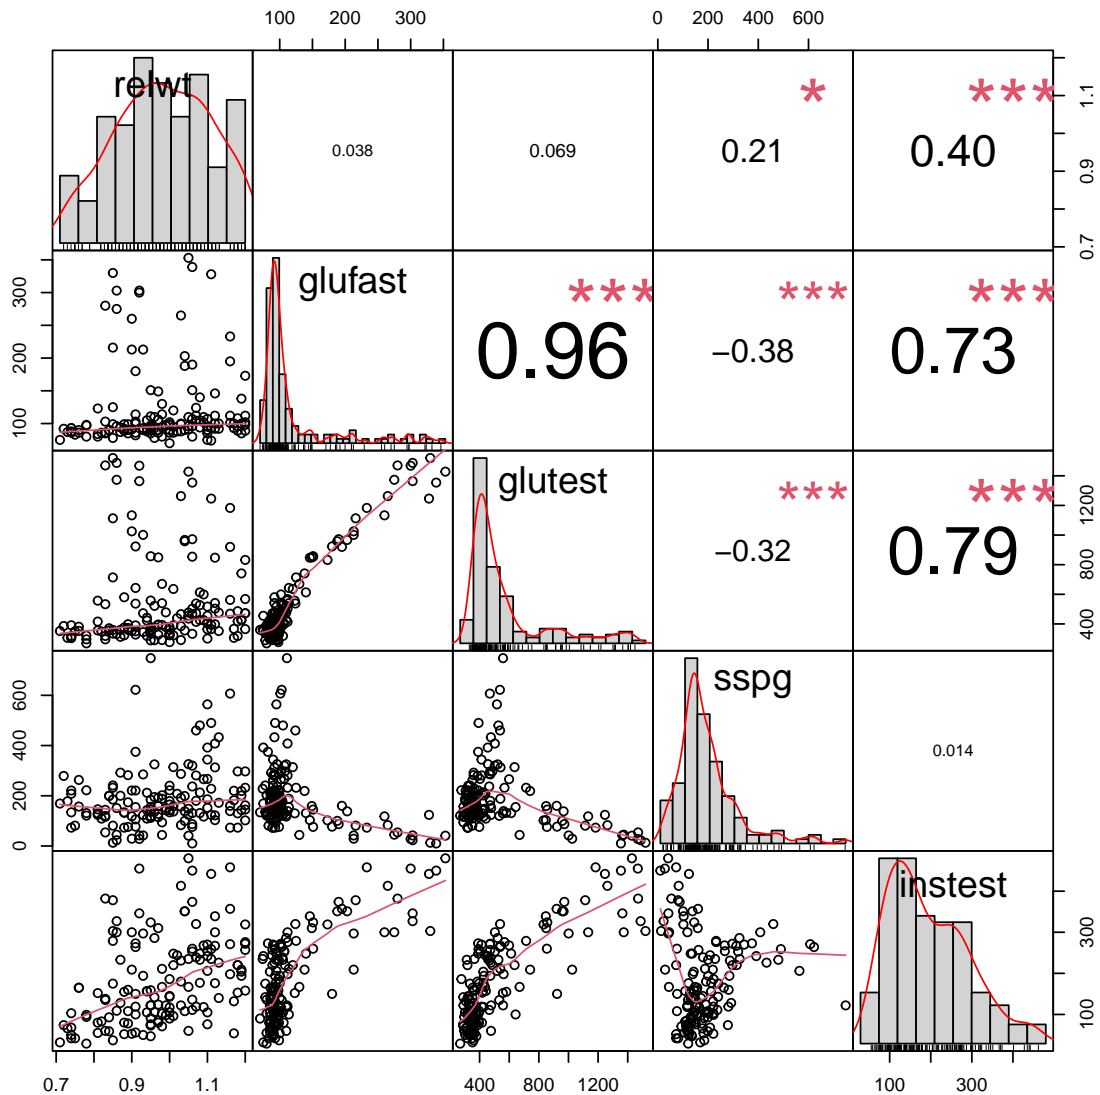 100 200 300 0 200 400 600
relwt 0.038 0.069 0.21 * 0.40 ***
0.7 0.9 1.1
100 200 300
glufast 0.96 *** −0.38 *** 0.73 ***
glutest −0.32 *** 0.79 ***
400 800 1200
0 200 400 600
sspg 0.014
instest
100 300
0.7 0.9 1.1 400 800 1200 100 300